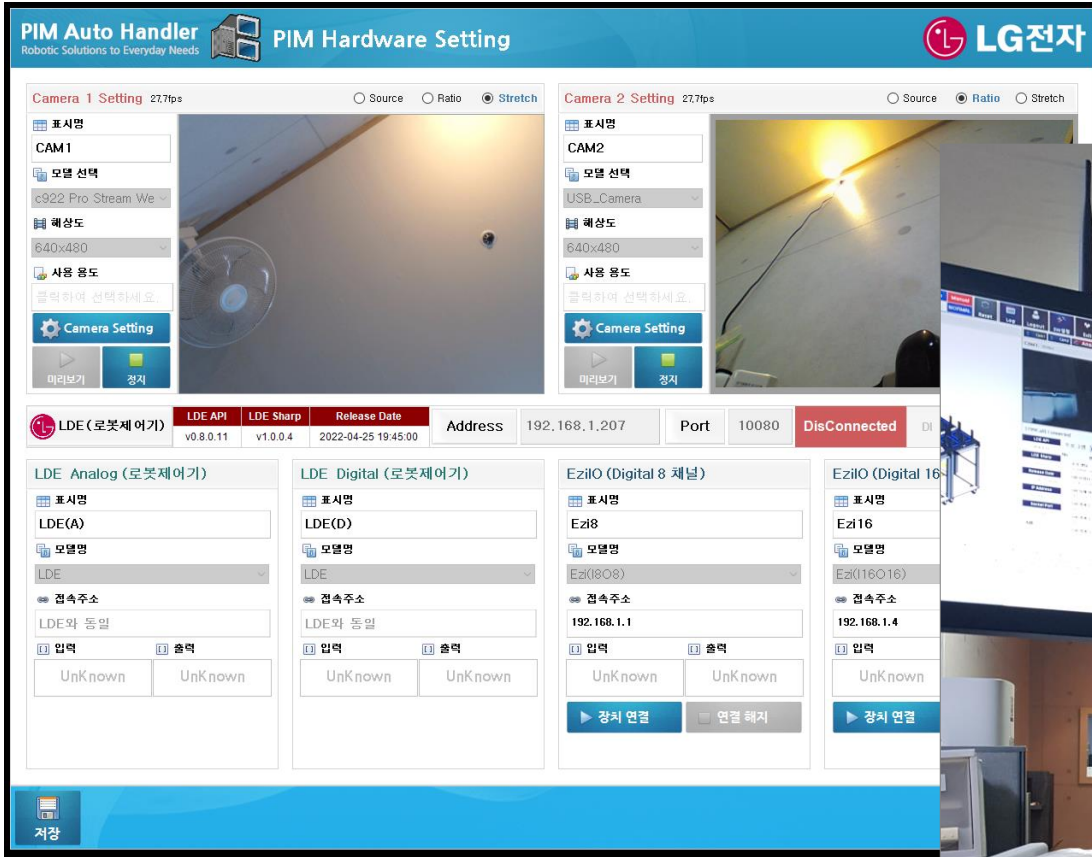 PIM Auto Handler
Robotic Solutions to Everyday Needs
PIM Hardware Setting
LG전자
Camera 1 Setting 27,7fps
Source Ratio Stretch
표시명
CAM1
모델 선택
c922 Pro Stream We
해상도
640x480
사용 용도
클릭하여 선택하세요.
Camera Setting
미리보기 정지
Camera 2 Setting 27,7fps
Source Ratio Stretch
표시명
CAM2
모델 선택
USB_Camera
해상도
640x480
사용 용도
클릭하여 선택하세요.
Camera Setting
미리보기 정지
LDE(로봇제어기)
LDE API LDE Sharp Release Date
v0.8.0.11 v1.0.0.4 2022-04-25 19:45:00
Address 192.168.1.207 Port 10080 DisConnected DI
LDE Analog (로봇제어기)
표시명
LDE(A)
모델명
LDE
접속주소
LDE와 동일
입력 출력
UnKnown UnKnown
LDE Digital (로봇제어기)
표시명
LDE(D)
모델명
LDE
접속주소
LDE와 동일
입력 출력
UnKnown UnKnown
EziIO (Digital 8 채널)
표시명
Ezi8
모델명
Ezi(I8O8)
접속주소
192.168.1.1
입력 출력
UnKnown UnKnown
장치 연결 연결 해지
EziIO (Digital 16
표시명
Ezi16
모델명
Ezi(I16O16)
접속주소
192.168.1.4
입력
UnKnown
장치 연결
저장
Manual
Reset
Log
Logout
LDE API
LDE Sharp
Release Date
IP Address